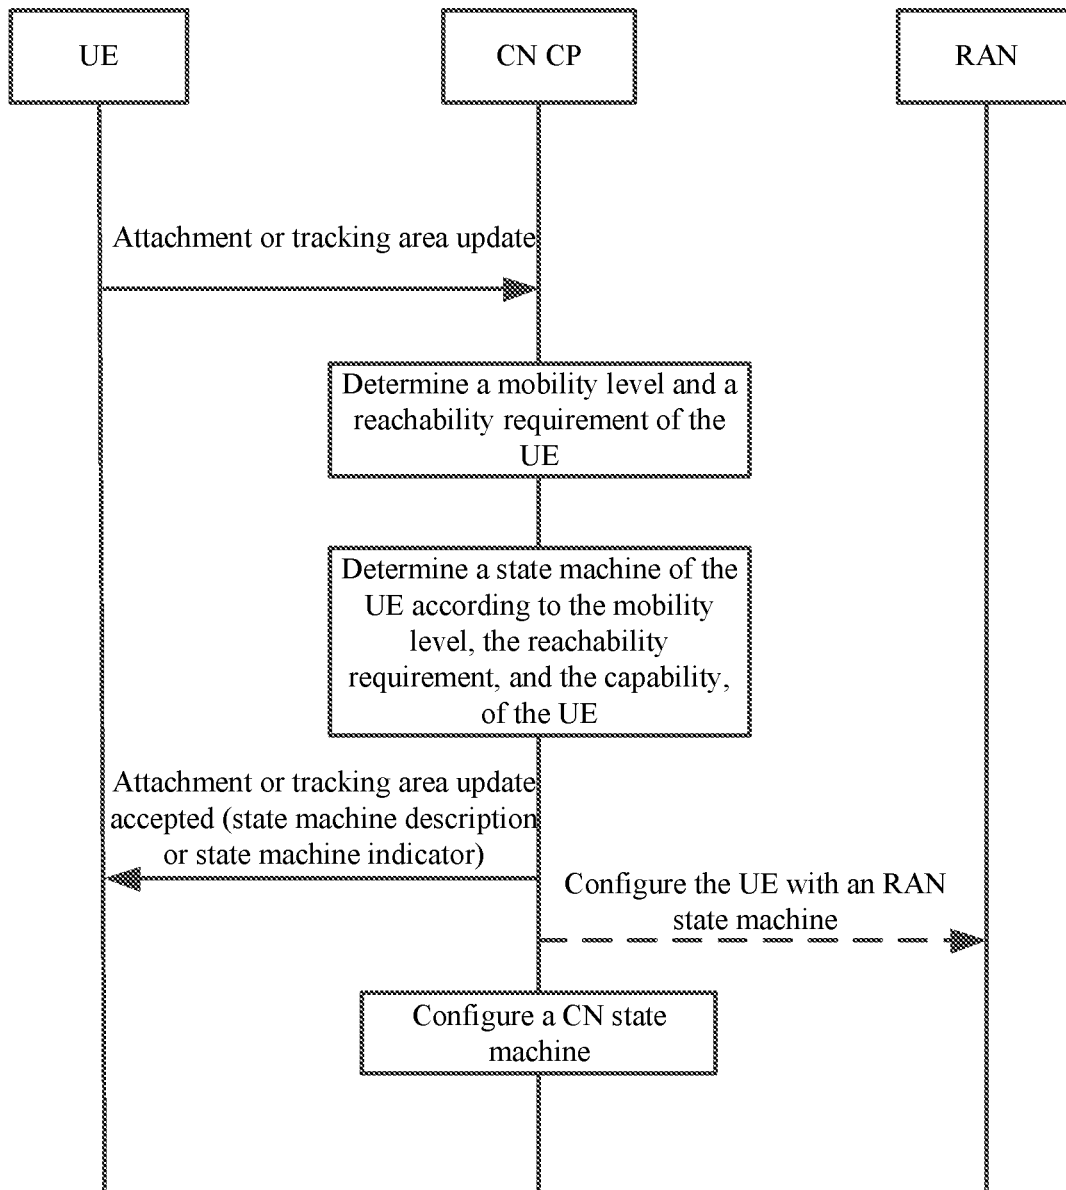 UE
CN CP
RAN
Attachment or tracking area update
Determine a mobility level and a
reachability requirement of the
UE
Determine a state machine of the
UE according to the mobility
level, the reachability
requirement, and the capability,
of the UE
Attachment or tracking area update
accepted (state machine description
or state machine indicator)
Configure the UE with an RAN
state machine
Configure a CN state
machine